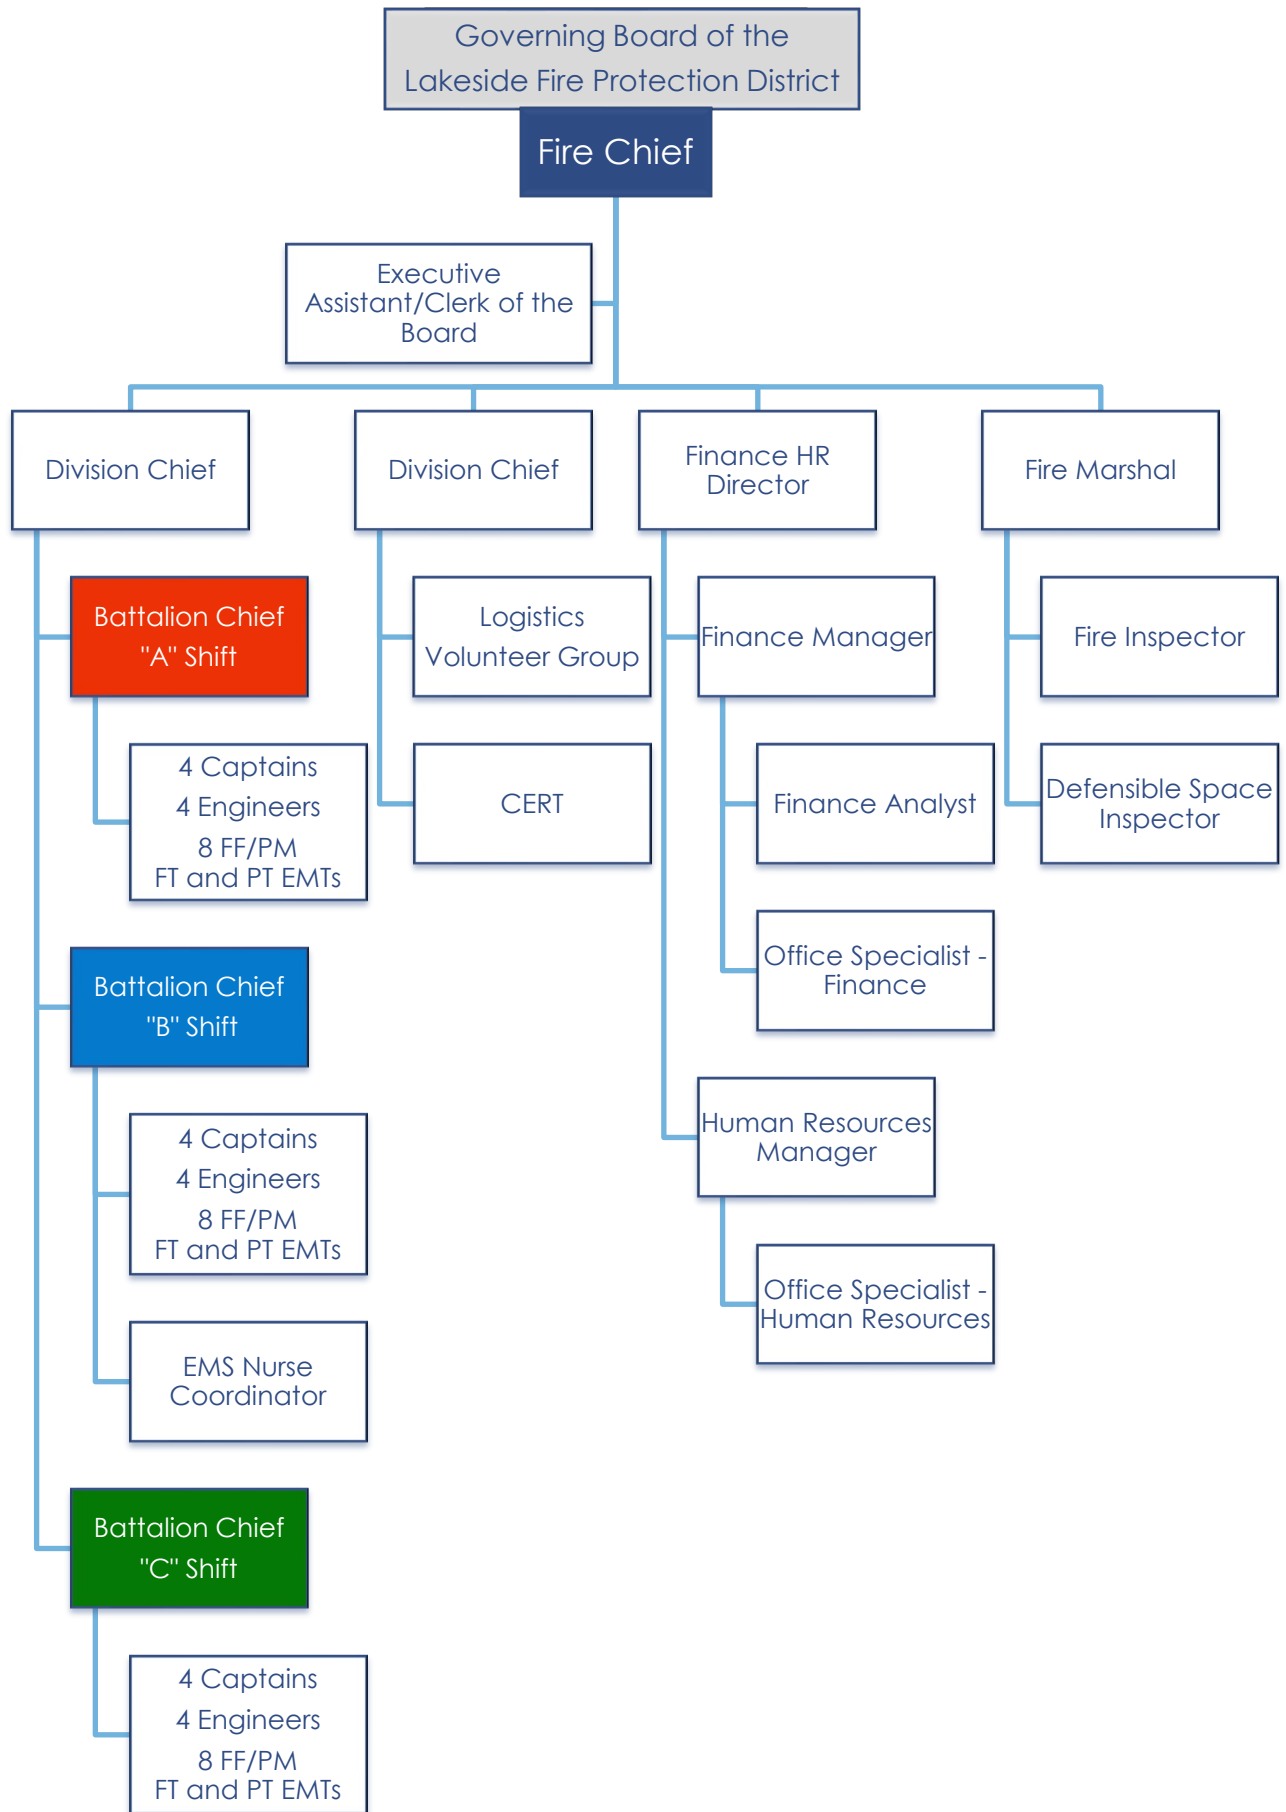 Governing Board of the
Lakeside Fire Protection District
Fire Chief
Executive
Assistant/Clerk of the
Board
Division Chief
Division Chief
Finance HR
Director
Fire Marshal
Battalion Chief
"A" Shift
4 Captains
4 Engineers
8 FF/PM
FT and PT EMTs
Battalion Chief
"B" Shift
4 Captains
4 Engineers
8 FF/PM
FT and PT EMTs
EMS Nurse
Coordinator
Battalion Chief
"C" Shift
4 Captains
4 Engineers
8 FF/PM
FT and PT EMTs
Logistics
Volunteer Group
CERT
Finance Manager
Finance Analyst
Office Specialist -
Finance
Human Resources
Manager
Office Specialist -
Human Resources
Fire Inspector
Defensible Space
Inspector